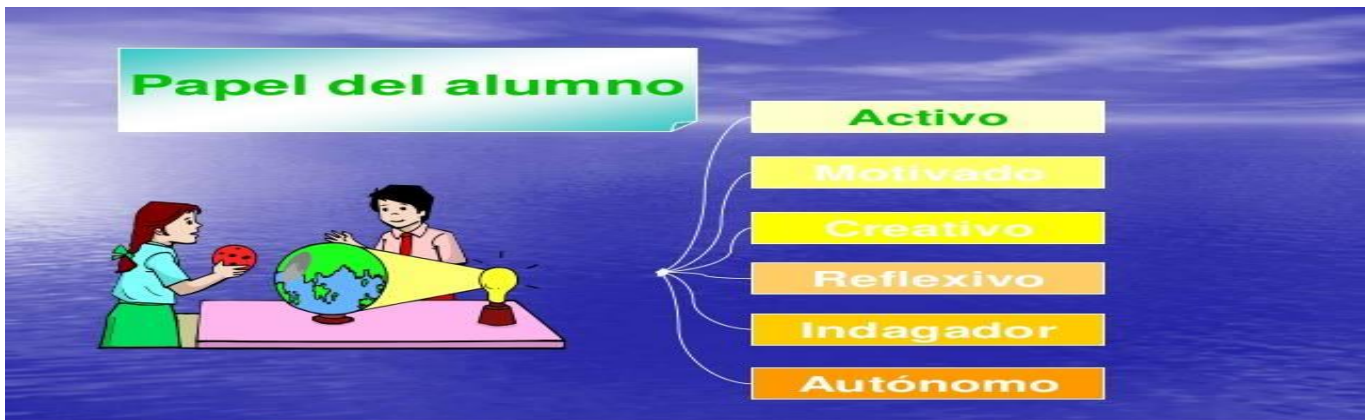 Papel del alumno
Activo
Motivado
Creativo
Reflexivo
Indagador
Autónomo